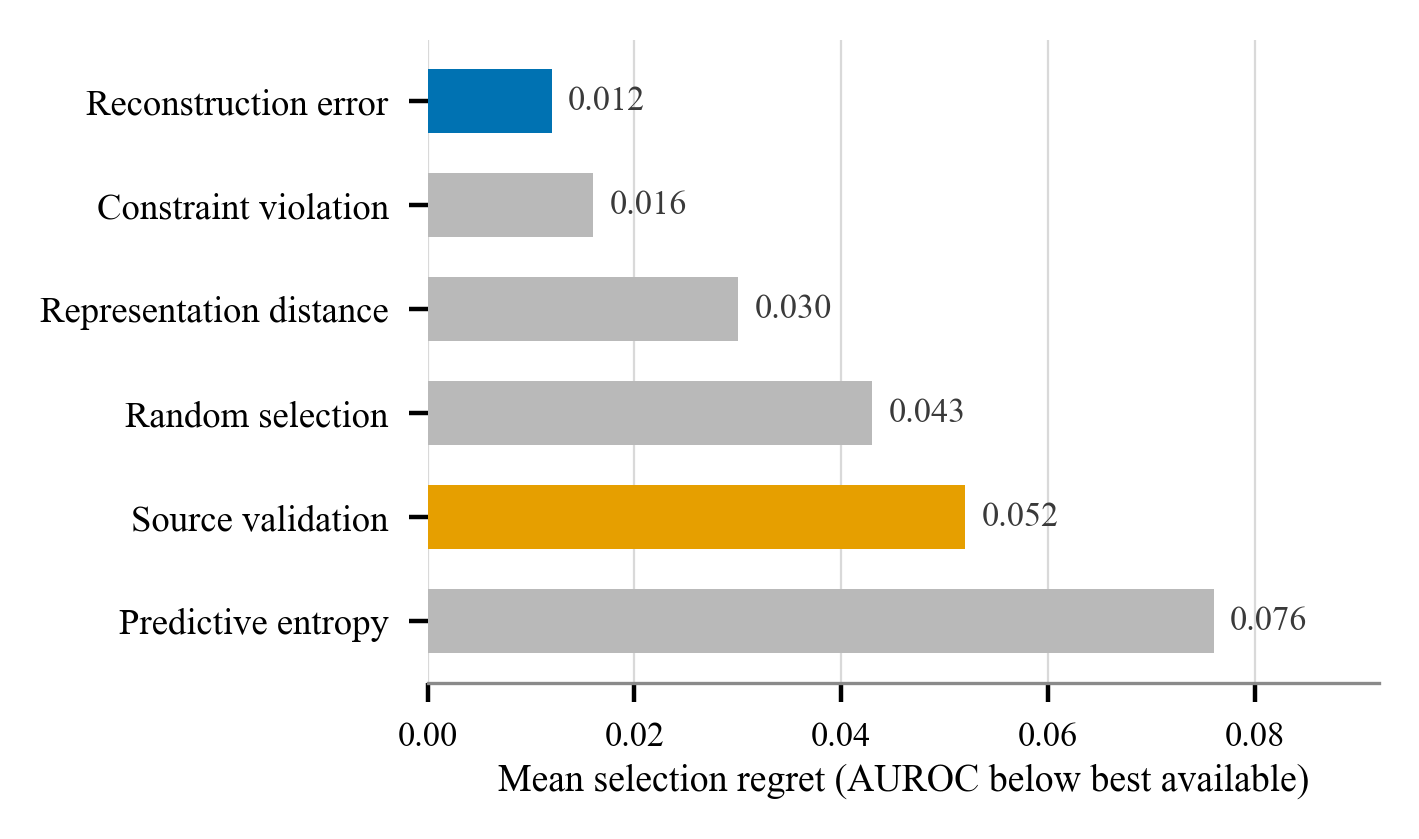 Reconstruction error 0.012
Constraint violation 0.016
Representation distance 0.030
Random selection 0.043
Source validation 0.052
Predictive entropy 0.076
0.00 0.02 0.04 0.06 0.08
Mean selection regret (AUROC below best available)